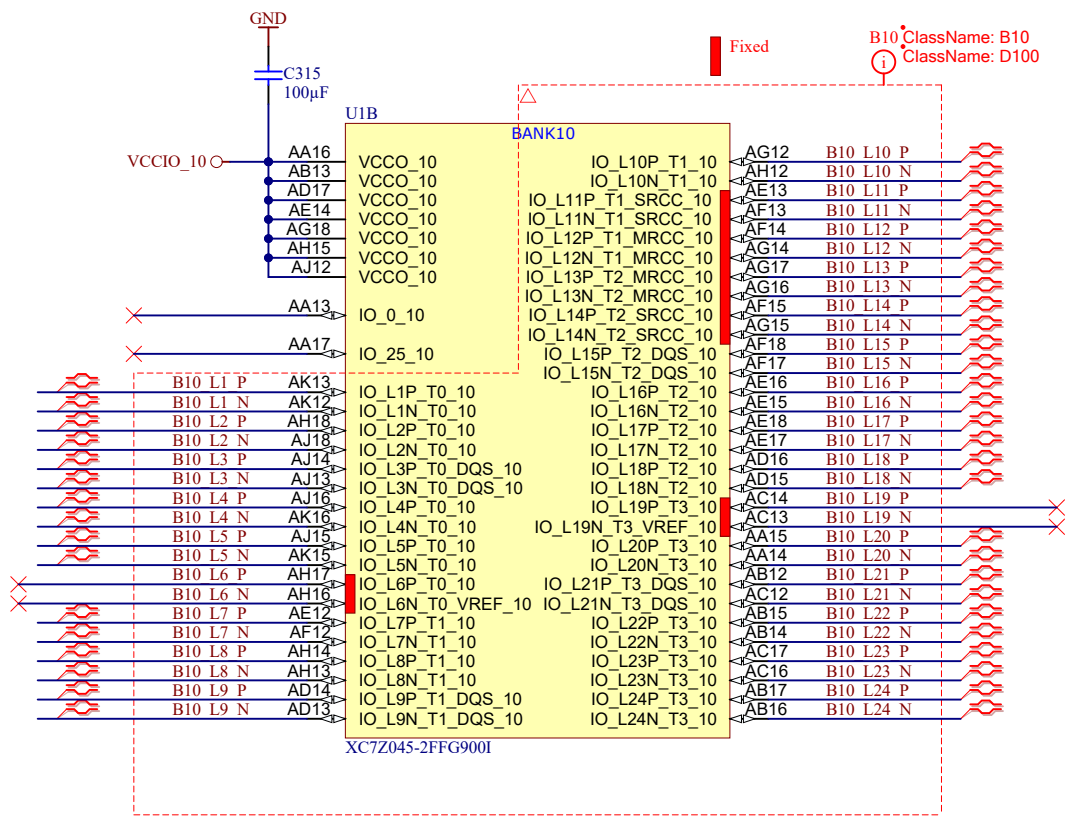 GND
C315
100µF
VCCIO_10
Fixed
B10
ClassName: B10
ClassName: D100
i
U1B
BANK10
AA16 VCCO_10
AB13 VCCO_10
AD17 VCCO_10
AE14 VCCO_10
AG18 VCCO_10
AH15 VCCO_10
AJ12 VCCO_10
AA13 IO_0_10
AA17 IO_25_10
B10_L1_P AK13 IO_L1P_T0_10
B10_L1_N AK12 IO_L1N_T0_10
B10_L2_P AH18 IO_L2P_T0_10
B10_L2_N AJ18 IO_L2N_T0_10
B10_L3_P AJ14 IO_L3P_T0_DQS_10
B10_L3_N AJ13 IO_L3N_T0_DQS_10
B10_L4_P AJ16 IO_L4P_T0_10
B10_L4_N AK16 IO_L4N_T0_10
B10_L5_P AJ15 IO_L5P_T0_10
B10_L5_N AK15 IO_L5N_T0_10
B10_L6_P AH17 IO_L6P_T0_10
B10_L6_N AH16 IO_L6N_T0_VREF_10
B10_L7_P AE12 IO_L7P_T1_10
B10_L7_N AF12 IO_L7N_T1_10
B10_L8_P AH14 IO_L8P_T1_10
B10_L8_N AH13 IO_L8N_T1_10
B10_L9_P AD14 IO_L9P_T1_DQS_10
B10_L9_N AD13 IO_L9N_T1_DQS_10
IO_L10P_T1_10 AG12 B10_L10_P
IO_L10N_T1_10 AH12 B10_L10_N
IO_L11P_T1_SRCC_10 AE13 B10_L11_P
IO_L11N_T1_SRCC_10 AF13 B10_L11_N
IO_L12P_T1_MRCC_10 AF14 B10_L12_P
IO_L12N_T1_MRCC_10 AG14 B10_L12_N
IO_L13P_T2_MRCC_10 AG17 B10_L13_P
IO_L13N_T2_MRCC_10 AG16 B10_L13_N
IO_L14P_T2_SRCC_10 AF15 B10_L14_P
IO_L14N_T2_SRCC_10 AG15 B10_L14_N
IO_L15P_T2_DQS_10 AF18 B10_L15_P
IO_L15N_T2_DQS_10 AF17 B10_L15_N
IO_L16P_T2_10 AE16 B10_L16_P
IO_L16N_T2_10 AE15 B10_L16_N
IO_L17P_T2_10 AE18 B10_L17_P
IO_L17N_T2_10 AE17 B10_L17_N
IO_L18P_T2_10 AD16 B10_L18_P
IO_L18N_T2_10 AD15 B10_L18_N
IO_L19P_T3_10 AC14 B10_L19_P
IO_L19N_T3_VREF_10 AC13 B10_L19_N
IO_L20P_T3_10 AA15 B10_L20_P
IO_L20N_T3_10 AA14 B10_L20_N
IO_L21P_T3_DQS_10 AB12 B10_L21_P
IO_L21N_T3_DQS_10 AC12 B10_L21_N
IO_L22P_T3_10 AB15 B10_L22_P
IO_L22N_T3_10 AB14 B10_L22_N
IO_L23P_T3_10 AC17 B10_L23_P
IO_L23N_T3_10 AC16 B10_L23_N
IO_L24P_T3_10 AB17 B10_L24_P
IO_L24N_T3_10 AB16 B10_L24_N
XC7Z045-2FFG900I